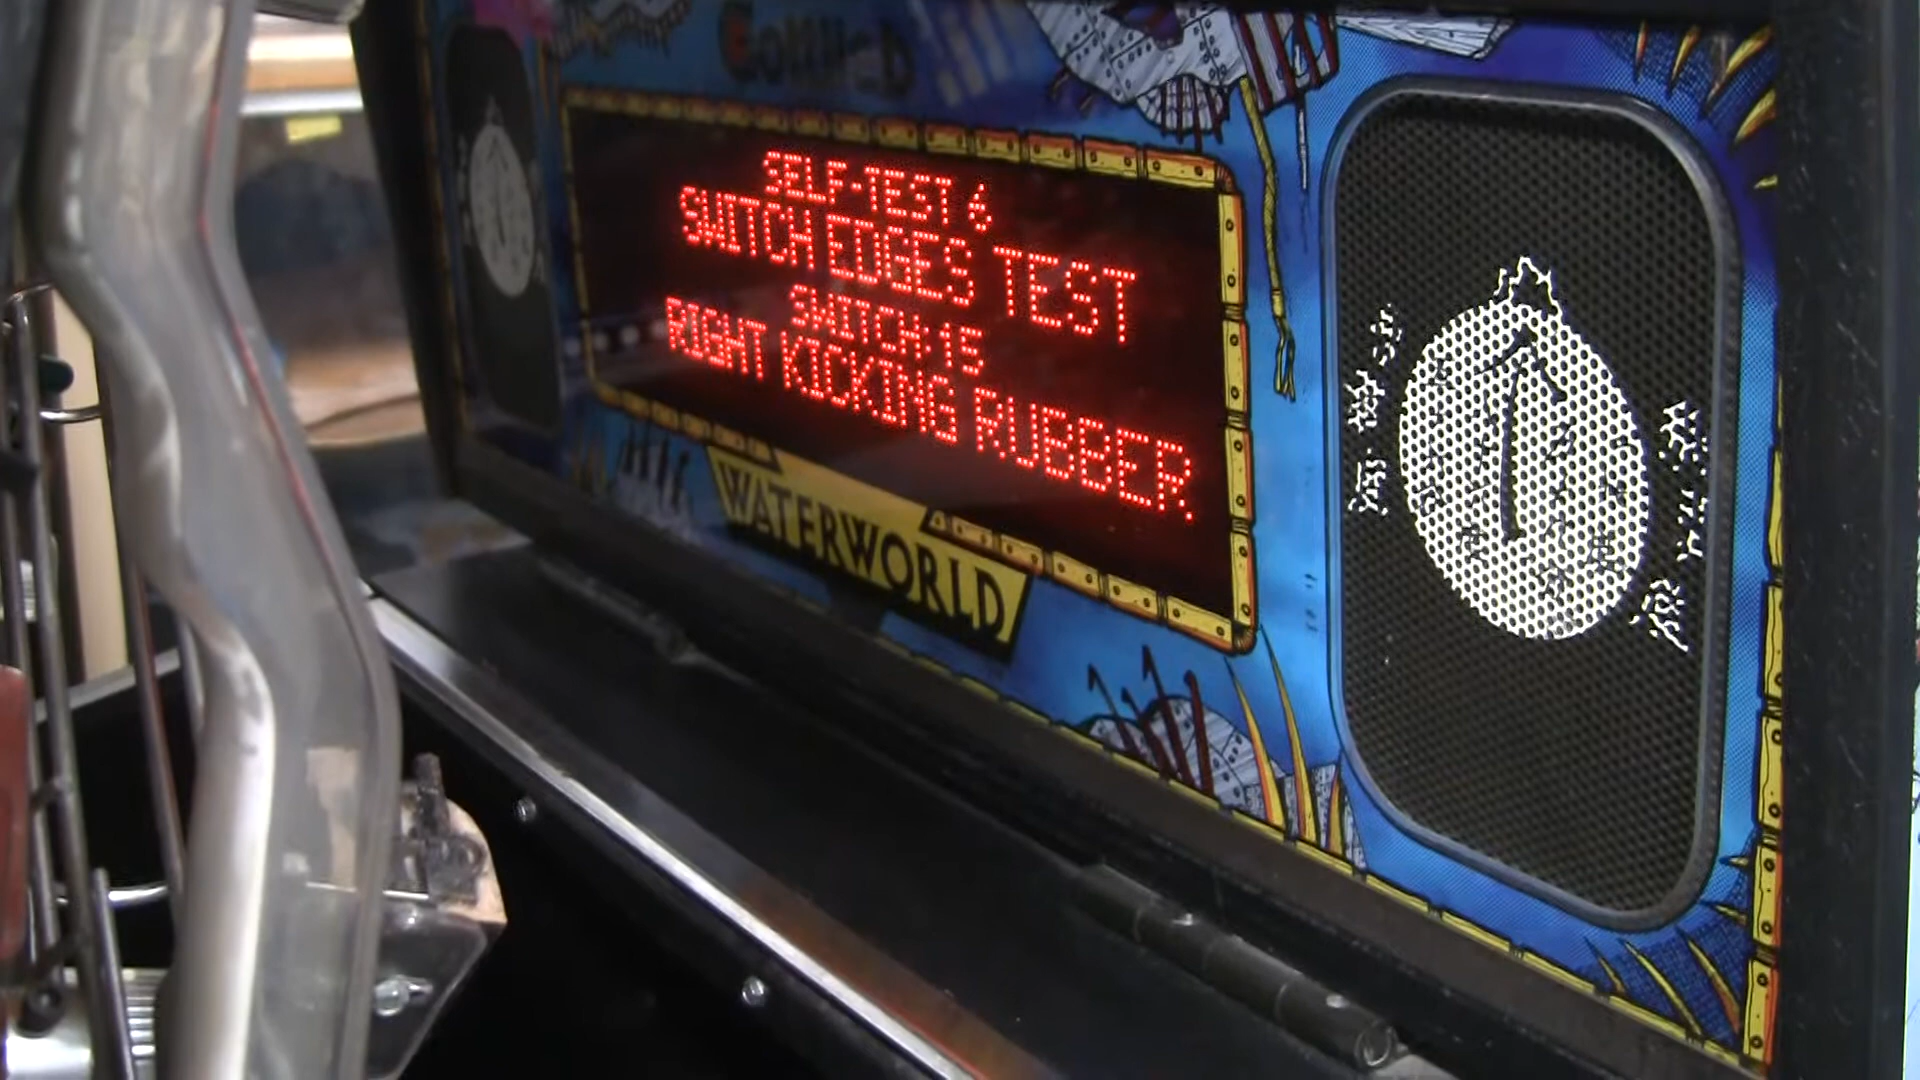 SELF-TEST 6
SWITCH EDGES TEST
SWITCH 15
RIGHT KICKING RUBBER
WATERWORLD